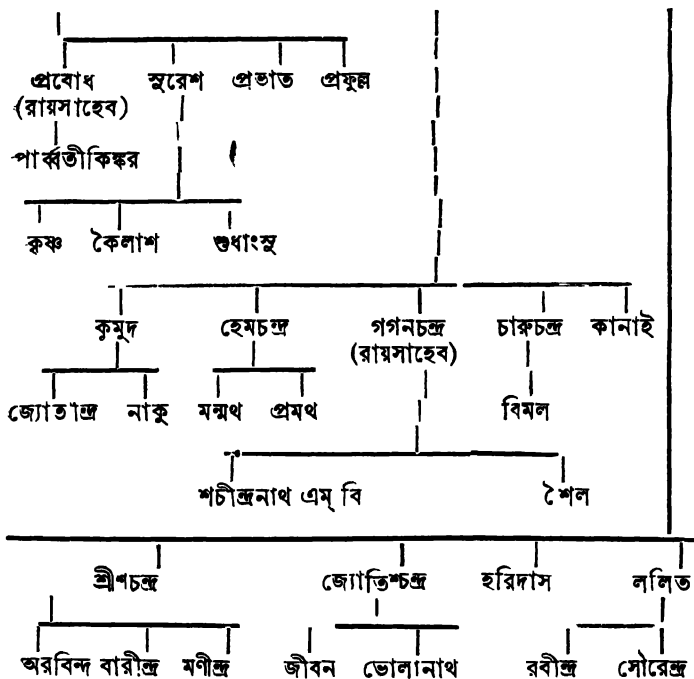 প্রবোধ সুরেশ প্রভাত প্রফুল্ল
(রায়সাহেব)
পার্ব্বতীকিঙ্কর
কৃষ্ণ কৈলাশ শুধাংসু
কুমুদ হেমচন্দ্র গগনচন্দ্র চারুচন্দ্র কানাই
(রায়সাহেব)
জ্যোতীন্দ্র নাকু মন্মথ প্রমথ বিমল
শচীন্দ্রনাথ এম্ বি শৈল
শ্রীশচন্দ্র জ্যোতিশ্চন্দ্র হরিদাস ললিত
অরবিন্দ বারীন্দ্র মণীন্দ্র জীবন ভোলানাথ রবীন্দ্র সৌরেন্দ্র